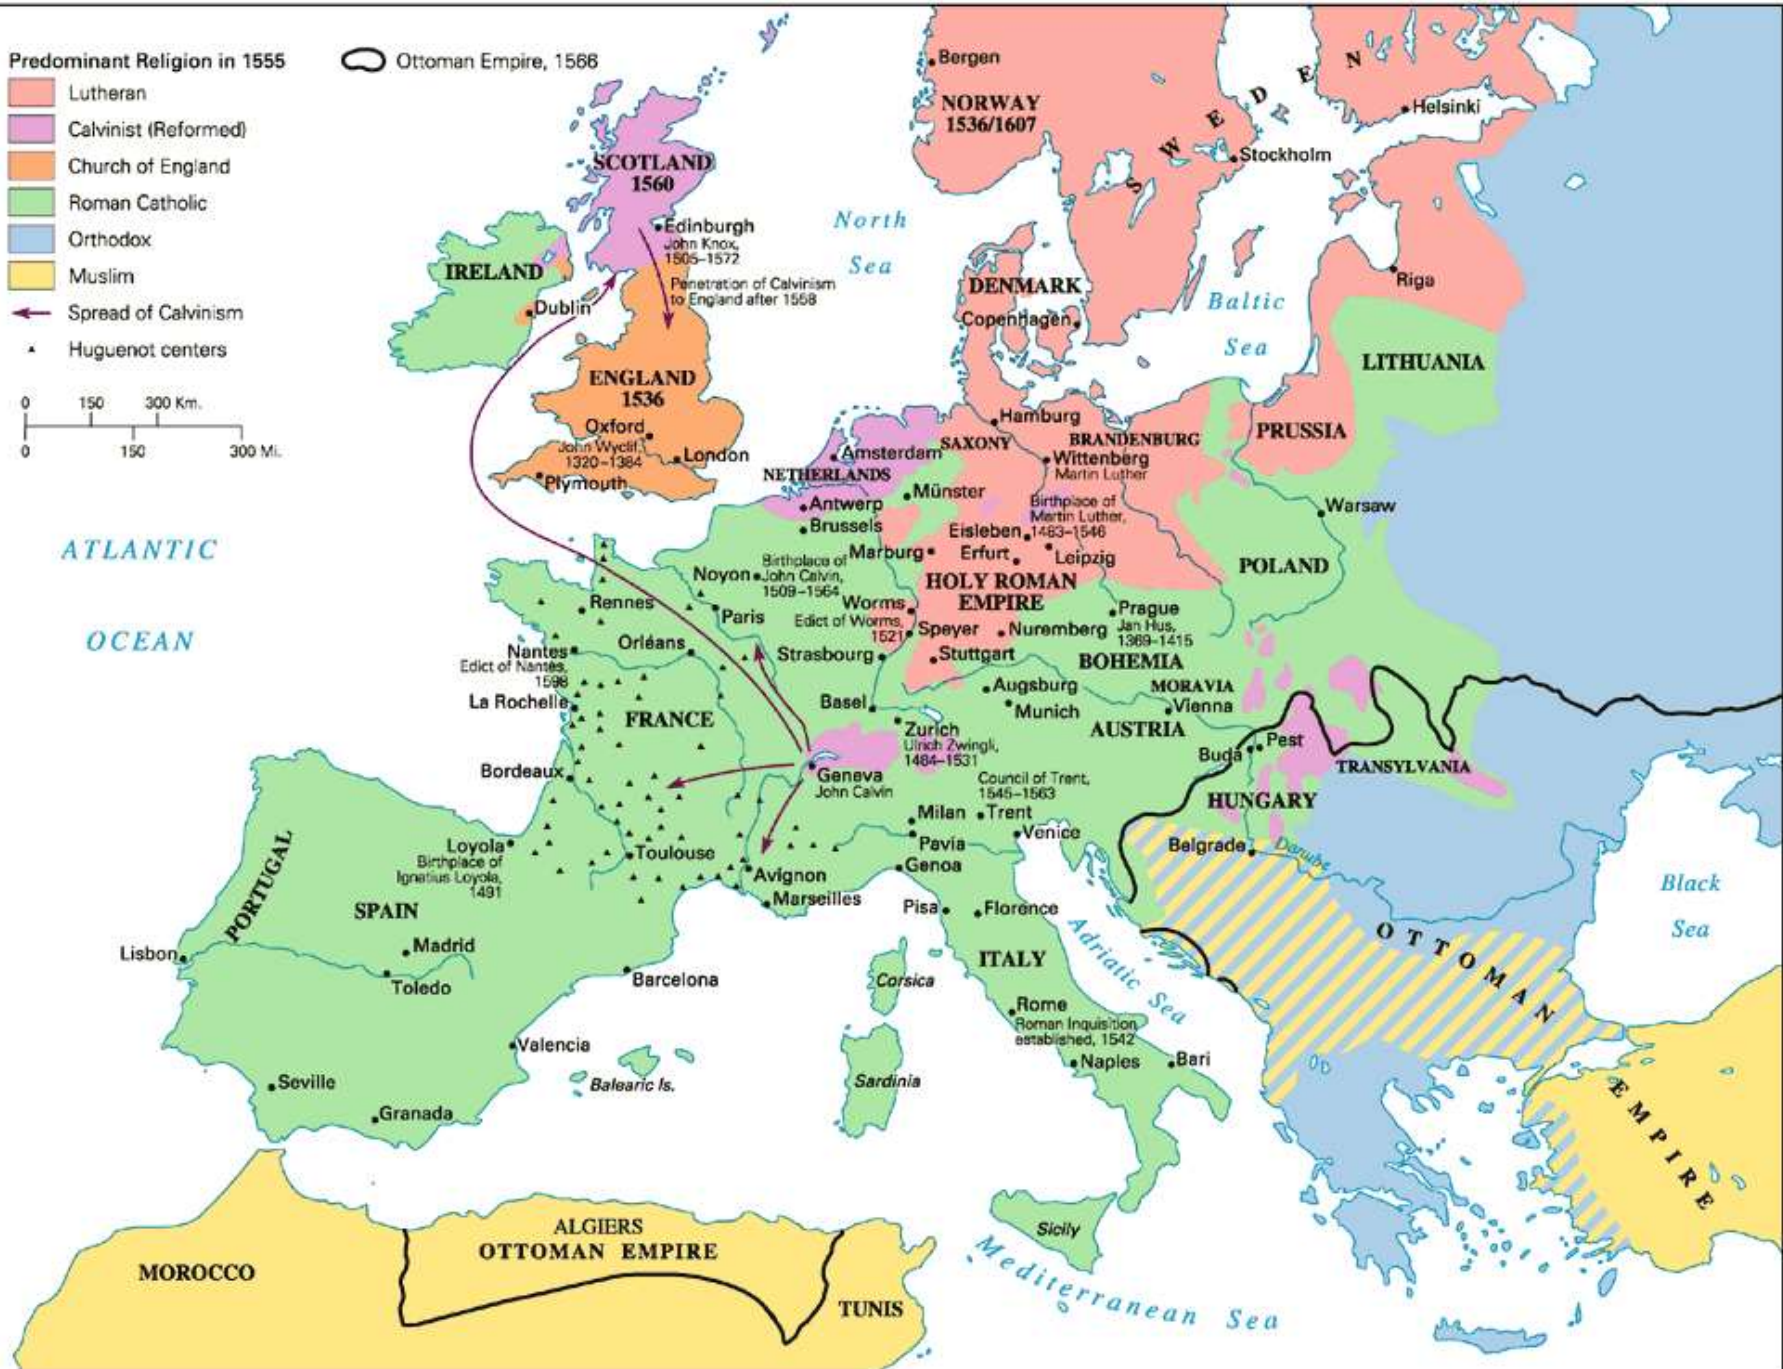 Predominant Religion in 1555
Lutheran
Calvinist (Reformed)
Church of England
Roman Catholic
Orthodox
Muslim
Spread of Calvinism
Huguenot centers
0 150 300 Km.
0 150 300 Mi.
Ottoman Empire, 1566
Bergen
NORWAY
1536/1607
SWEDEN
Helsinki
Stockholm
SCOTLAND
1560
Edinburgh
John Knox,
1505–1572
Penetration of Calvinism
to England after 1558
North
Sea
IRELAND
Dublin
DENMARK
Copenhagen
Baltic
Sea
Riga
LITHUANIA
ENGLAND
1536
Oxford
John Wyclif,
1320–1384
London
Plymouth
Hamburg
SAXONY
BRANDENBURG
PRUSSIA
Amsterdam
NETHERLANDS
Wittenberg
Martin Luther
Münster
Antwerp
Brussels
Birthplace of
Martin Luther,
1483–1546
Eisleben
Warsaw
Marburg
Erfurt
Leipzig
POLAND
ATLANTIC
OCEAN
Noyon
Birthplace of
John Calvin,
1509–1564
HOLY ROMAN
EMPIRE
Rennes
Paris
Worms
Edict of Worms,
1521
Speyer
Nuremberg
Prague
Jan Hus,
1369–1415
Nantes
Edict of Nantes,
1598
Orléans
Strasbourg
Stuttgart
BOHEMIA
La Rochelle
FRANCE
Basel
Augsburg
Munich
MORAVIA
Vienna
AUSTRIA
Zurich
Ulrich Zwingli,
1484–1531
Buda
Pest
TRANSYLVANIA
Bordeaux
Geneva
John Calvin
Council of Trent,
1545–1563
HUNGARY
Milan
Trent
Venice
Pavia
Genoa
Belgrade
Danube
Loyola
Birthplace of
Ignatius Loyola,
1491
Toulouse
Avignon
Marseilles
PORTUGAL
SPAIN
Pisa
Florence
Black
Sea
Lisbon
Madrid
Toledo
Barcelona
Corsica
ITALY
Adriatic Sea
OTTOMAN
EMPIRE
Rome
Roman Inquisition
established, 1542
Valencia
Balearic Is.
Sardinia
Naples
Bari
Seville
Granada
Sicily
Mediterranean Sea
MOROCCO
ALGIERS
OTTOMAN EMPIRE
TUNIS